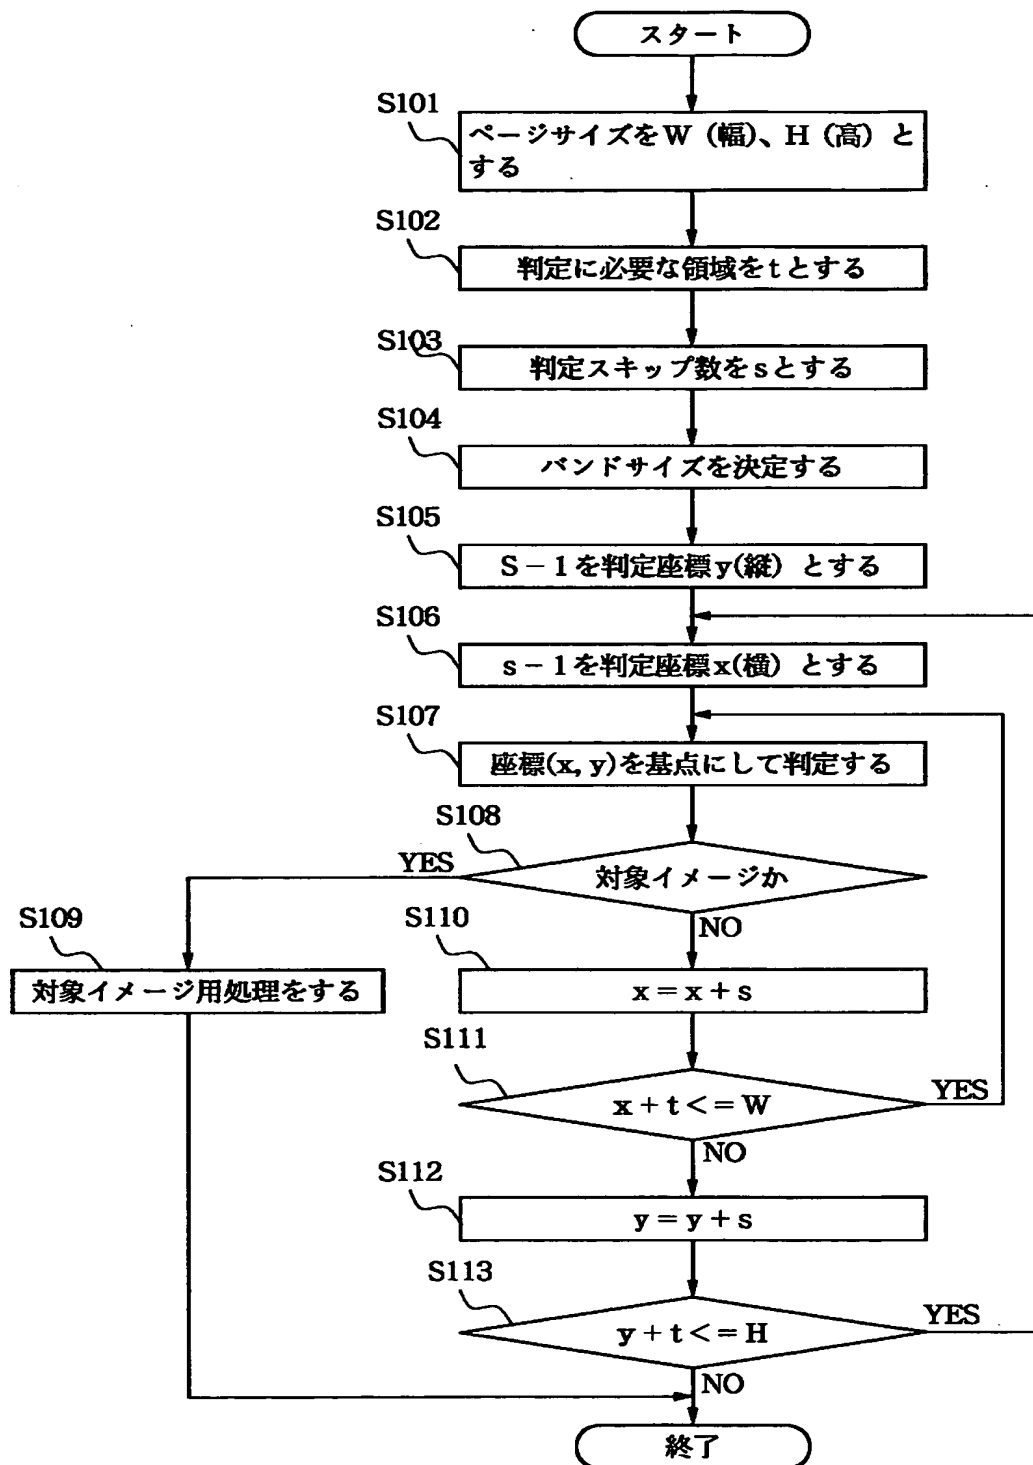 スタート
S101
ページサイズをW（幅）、H（高）と
する
S102
判定に必要な領域をtとする
S103
判定スキップ数をsとする
S104
バンドサイズを決定する
S105
S－1を判定座標y(縦）とする
S106
s－1を判定座標x(横）とする
S107
座標(x, y)を基点にして判定する
S108
YES
対象イメージか
NO
S109
対象イメージ用処理をする
S110
x = x + s
S111
x + t < = W
YES
NO
S112
y = y + s
S113
y + t < = H
YES
NO
終了